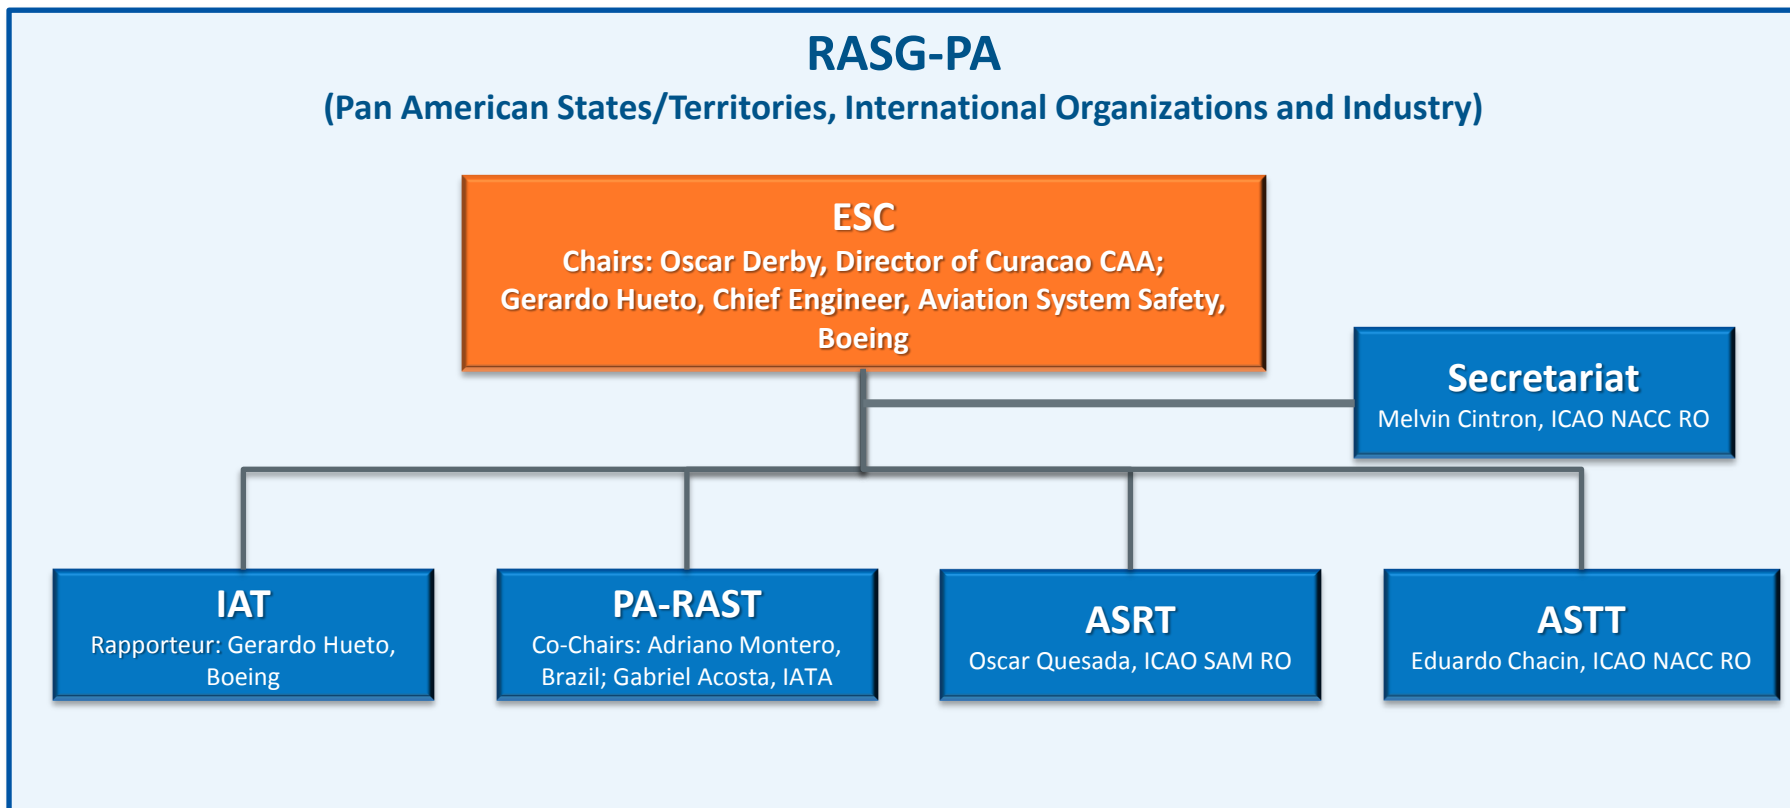 RASG-PA
(Pan American States/Territories, International Organizations and Industry)
ESC
Chairs: Oscar Derby, Director of Curacao CAA;
Gerardo Hueto, Chief Engineer, Aviation System Safety,
Boeing
Secretariat
Melvin Cintron, ICAO NACC RO
IAT
Rapporteur: Gerardo Hueto,
Boeing
PA-RAST
Co-Chairs: Adriano Montero,
Brazil; Gabriel Acosta, IATA
ASRT
Oscar Quesada, ICAO SAM RO
ASTT
Eduardo Chacin, ICAO NACC RO